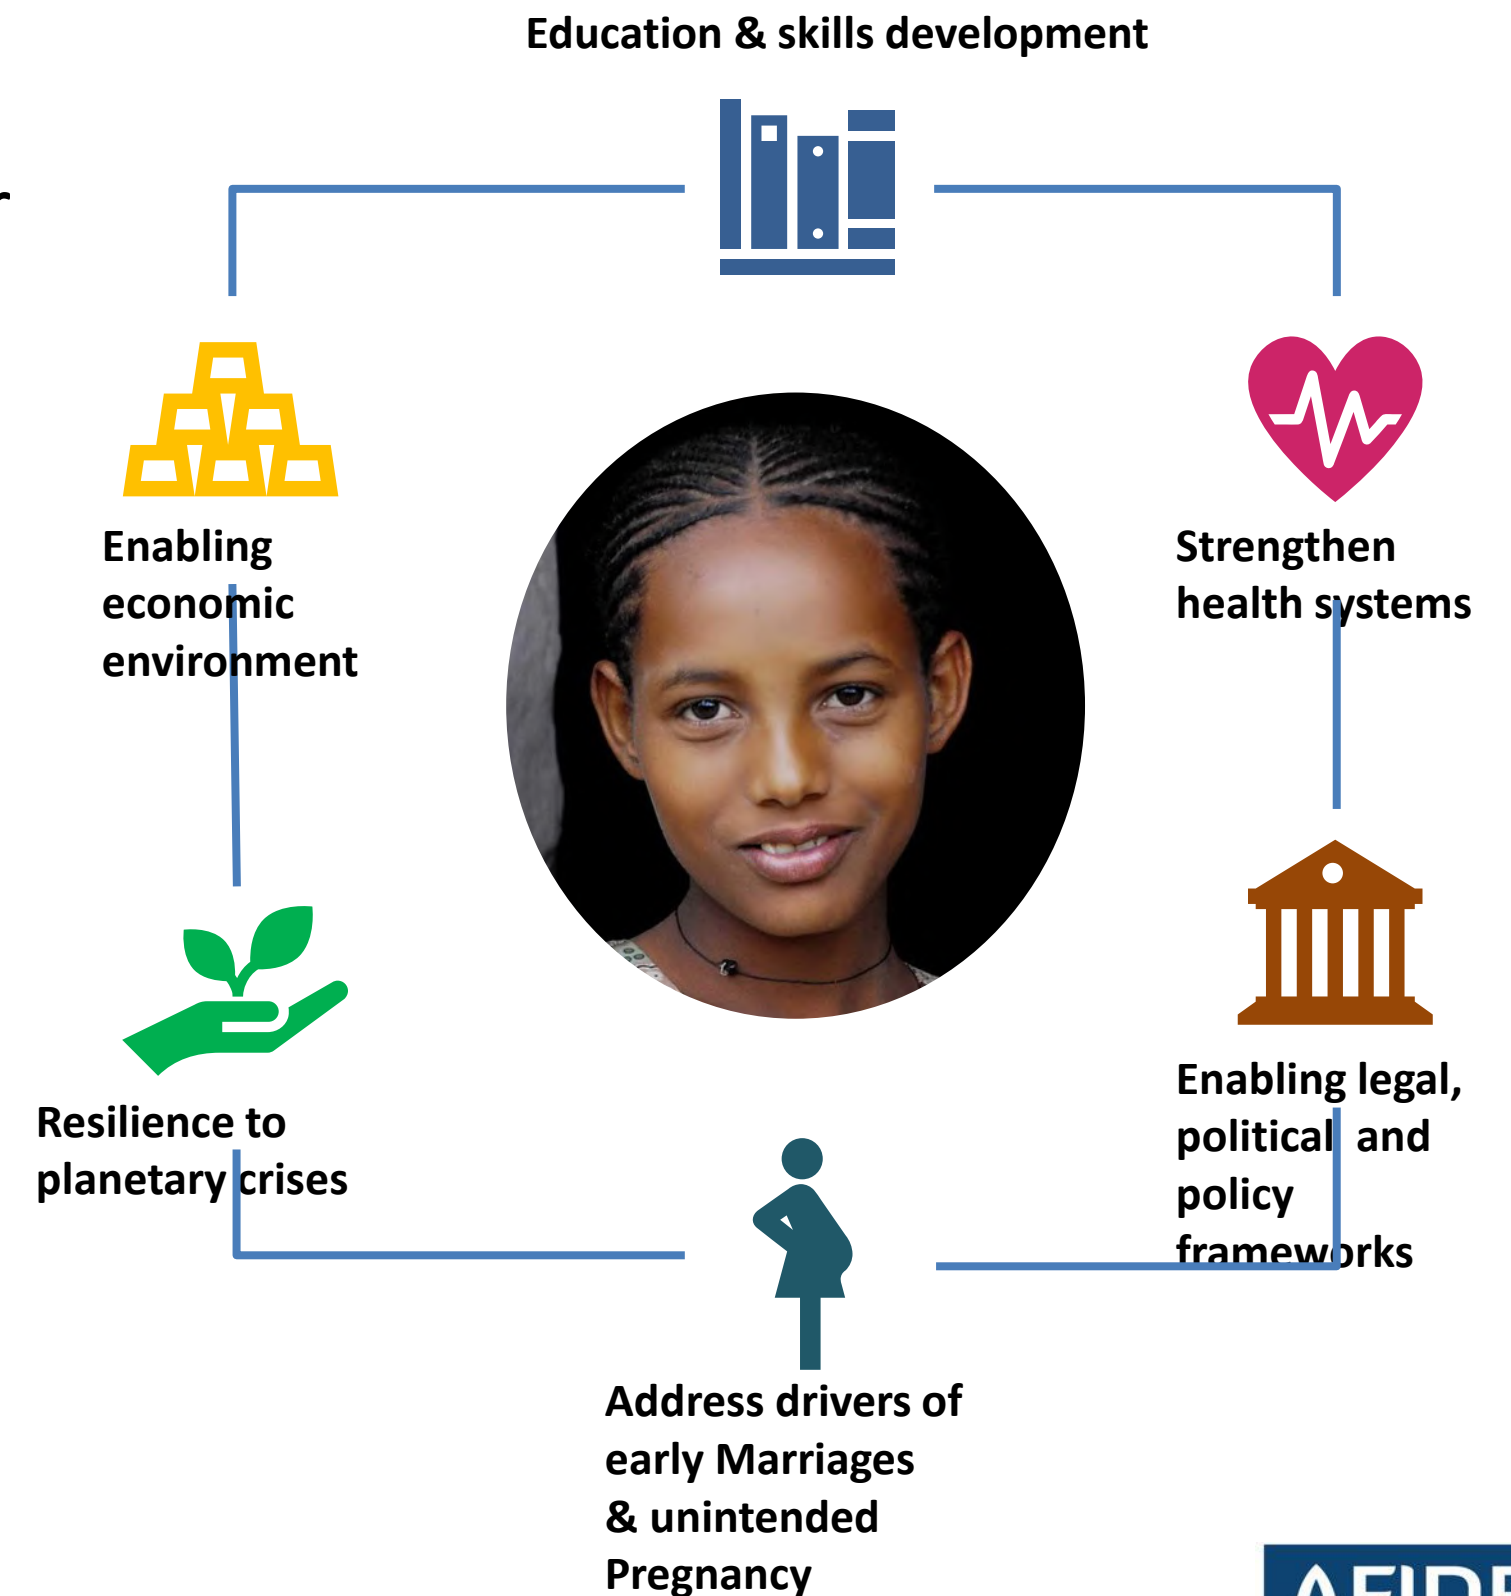 Education & skills development
Enabling
economic
environment
Strengthen
health systems
Resilience to
planetary crises
Enabling legal,
political  and
policy
frameworks
Address drivers of
early Marriages
& unintended
Pregnancy